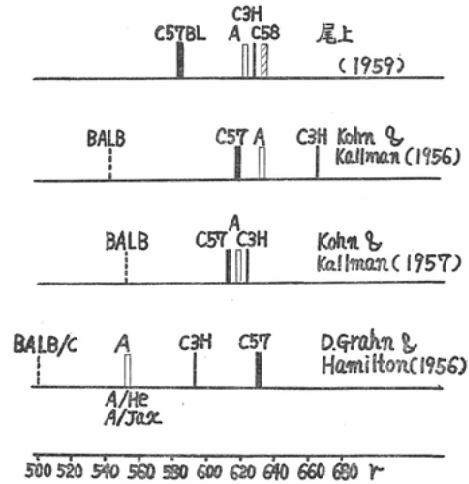 C3H
C57BL A C58 尾上
(1959)
BALB C57 A C3H Kohn &
Kallman (1956)
A
BALB C57 C3H Kohn &
Kallman (1957)
BALB/C A C3H C57 D.Grahn &
Hamilton(1956)
A/He
A/Jax
500 520 540 560 580 600 620 640 660 680 r